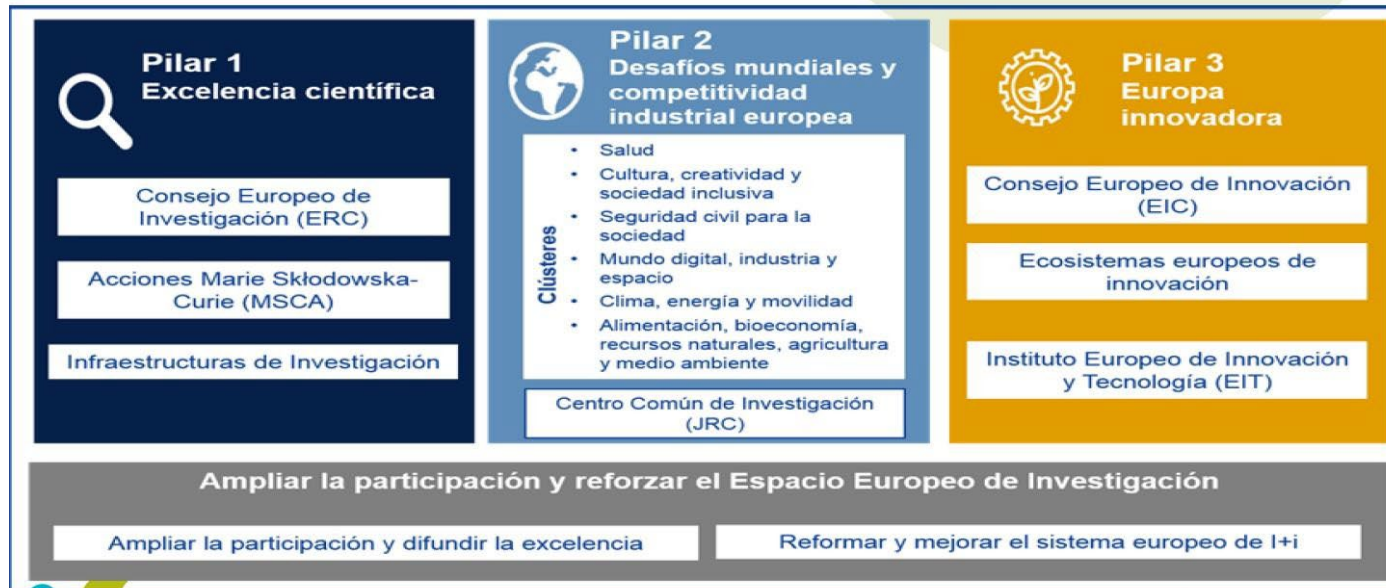 Pilar 1
Excelencia científica
Consejo Europeo de
Investigación (ERC)
Acciones Marie Skłodowska-
Curie (MSCA)
Infraestructuras de Investigación
Pilar 2
Desafíos mundiales y
competitividad
industrial europea
Clústeres
• Salud
• Cultura, creatividad y
sociedad inclusiva
• Seguridad civil para la
sociedad
• Mundo digital, industria y
espacio
• Clima, energía y movilidad
• Alimentación, bioeconomía,
recursos naturales, agricultura
y medio ambiente
Centro Común de Investigación
(JRC)
Pilar 3
Europa
innovadora
Consejo Europeo de Innovación
(EIC)
Ecosistemas europeos de
innovación
Instituto Europeo de Innovación
y Tecnología (EIT)
Ampliar la participación y reforzar el Espacio Europeo de Investigación
Ampliar la participación y difundir la excelencia
Reformar y mejorar el sistema europeo de I+i